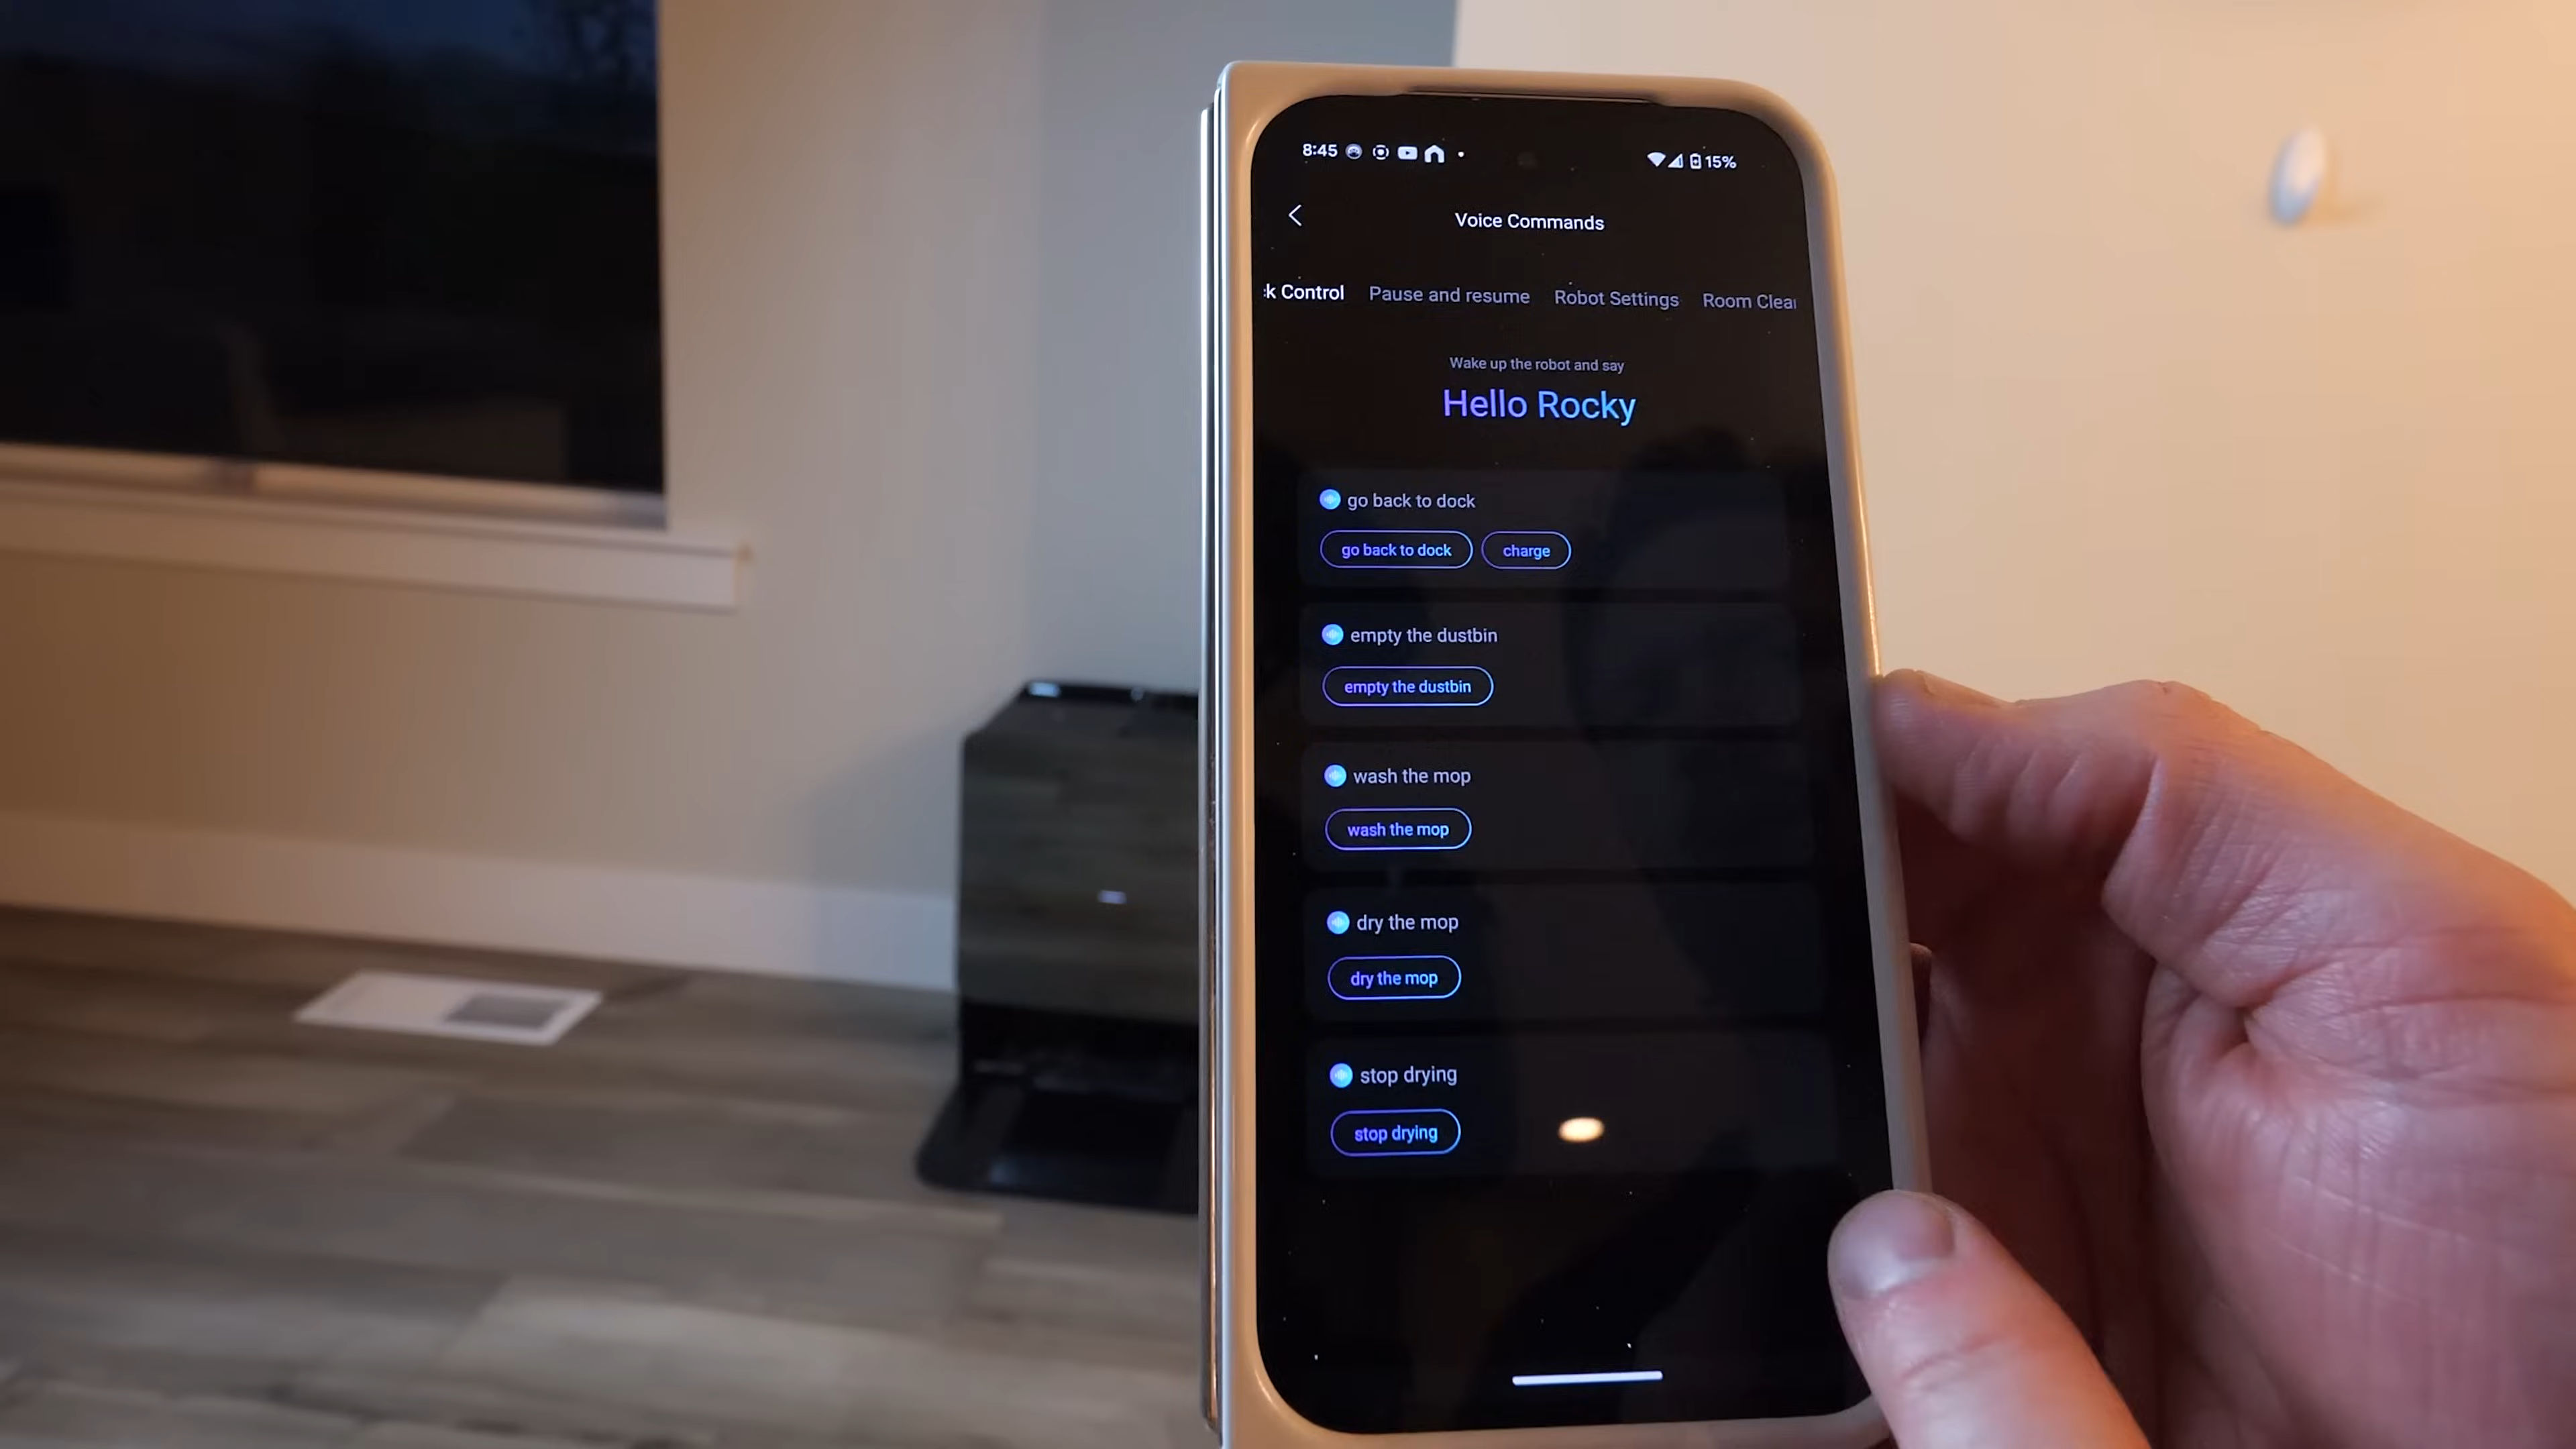 8:45 15%
Voice Commands
k Control Pause and resume Robot Settings Room Clea
Wake up the robot and say
Hello Rocky
go back to dock
go back to dock charge
empty the dustbin
empty the dustbin
wash the mop
wash the mop
dry the mop
dry the mop
stop drying
stop drying